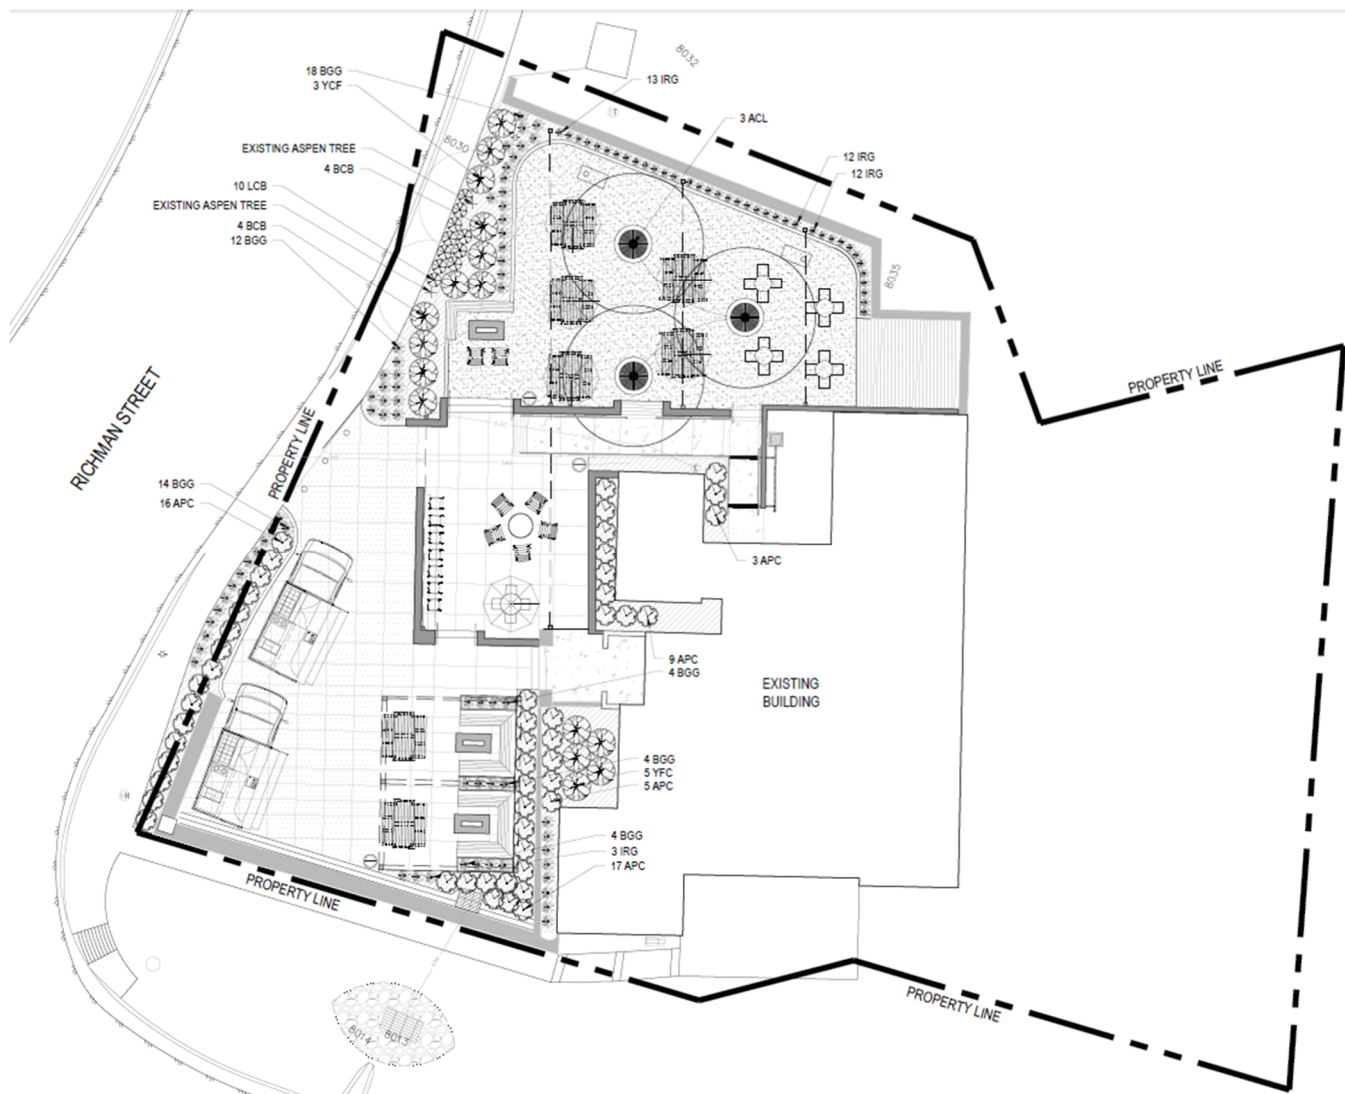 8032
18 BGG
3 YCF
13 IRG
3 ACL
8030
EXISTING ASPEN TREE
4 BCB
12 IRG
12 IRG
10 LCB
EXISTING ASPEN TREE
4 BCB
12 BGG
8035
RICHMAN STREET
PROPERTY LINE
PROPERTY LINE
14 BGG
16 APC
3 APC
9 APC
4 BGG
EXISTING
BUILDING
4 BGG
5 YFC
5 APC
4 BGG
3 IRG
17 APC
PROPERTY LINE
PROPERTY LINE
8014
8013